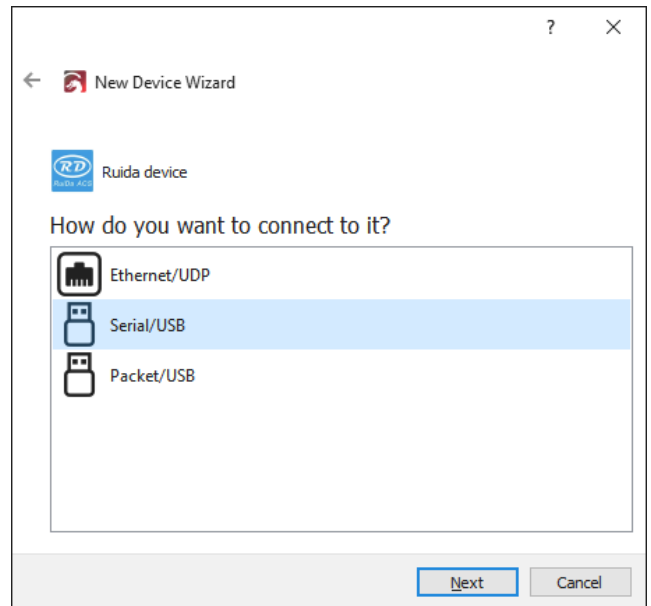 ?
New Device Wizard
RD
RuiDa ACS
Ruida device
How do you want to connect to it?
Ethernet/UDP
Serial/USB
Packet/USB
Next
Cancel